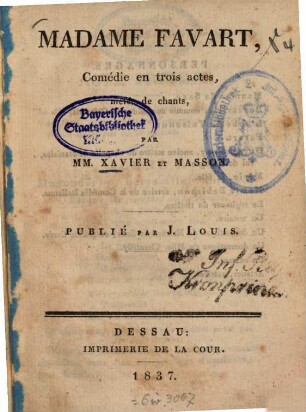 MADAME FAVART,
Comédie en trois actes,
mêlée de chants,
Bayerische
Staatsbibliothek
PAR
MM. XAVIER ET MASSON.
PUBLIÉ PAR J. LOUIS.
DESSAU:
IMPRIMERIE DE LA COUR.
1837.